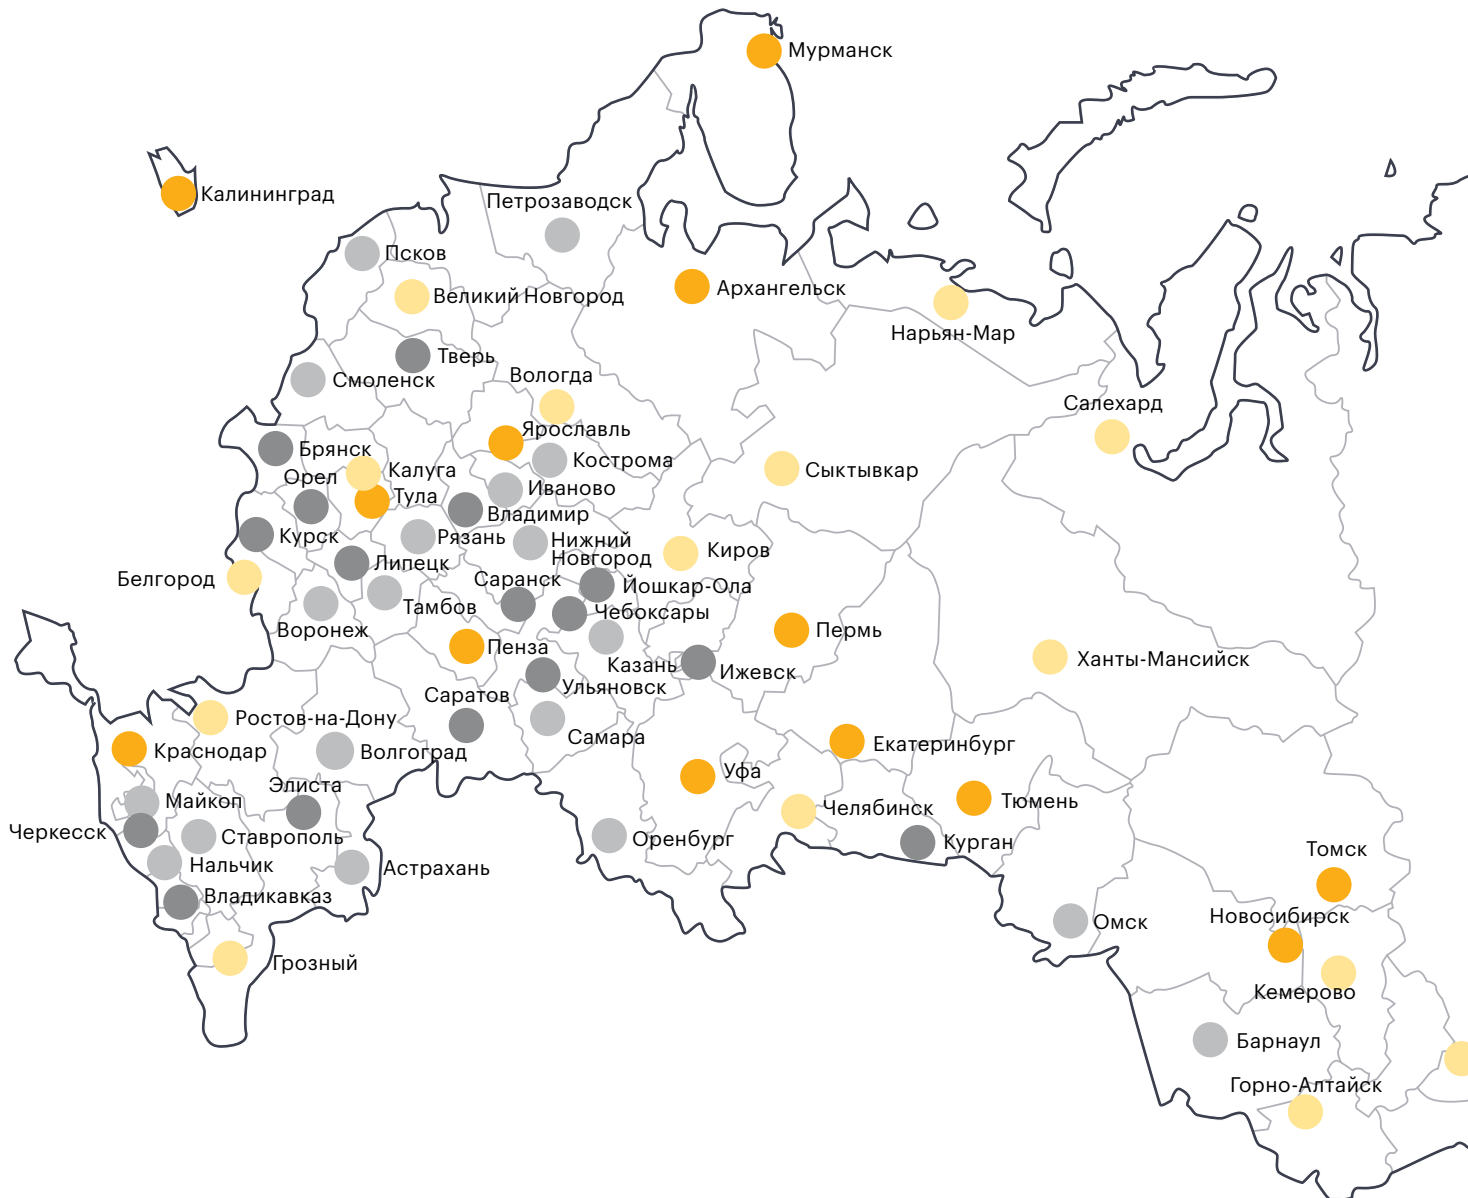 Мурманск
Калининград
Петрозаводск
Псков
Архангельск
Великий Новгород
Нарьян-Мар
Тверь
Вологда
Смоленск
Салехард
Ярославль
Брянск
Кострома
Калуга
Сыктывкар
Орел
Иваново
Тула
Владимир
Курск
Рязань
Нижний
Новгород
Киров
Липецк
Белгород
Саранск
Йошкар-Ола
Тамбов
Чебоксары
Воронеж
Пермь
Пенза
Казань
Ижевск
Ханты-Мансийск
Ульяновск
Саратов
Ростов-на-Дону
Самара
Екатеринбург
Краснодар
Волгоград
Уфа
Элиста
Майкоп
Тюмень
Челябинск
Черкесск
Ставрополь
Оренбург
Курган
Томск
Нальчик
Астрахань
Владикавказ
Новосибирск
Омск
Грозный
Кемерово
Барнаул
Горно-Алтайск